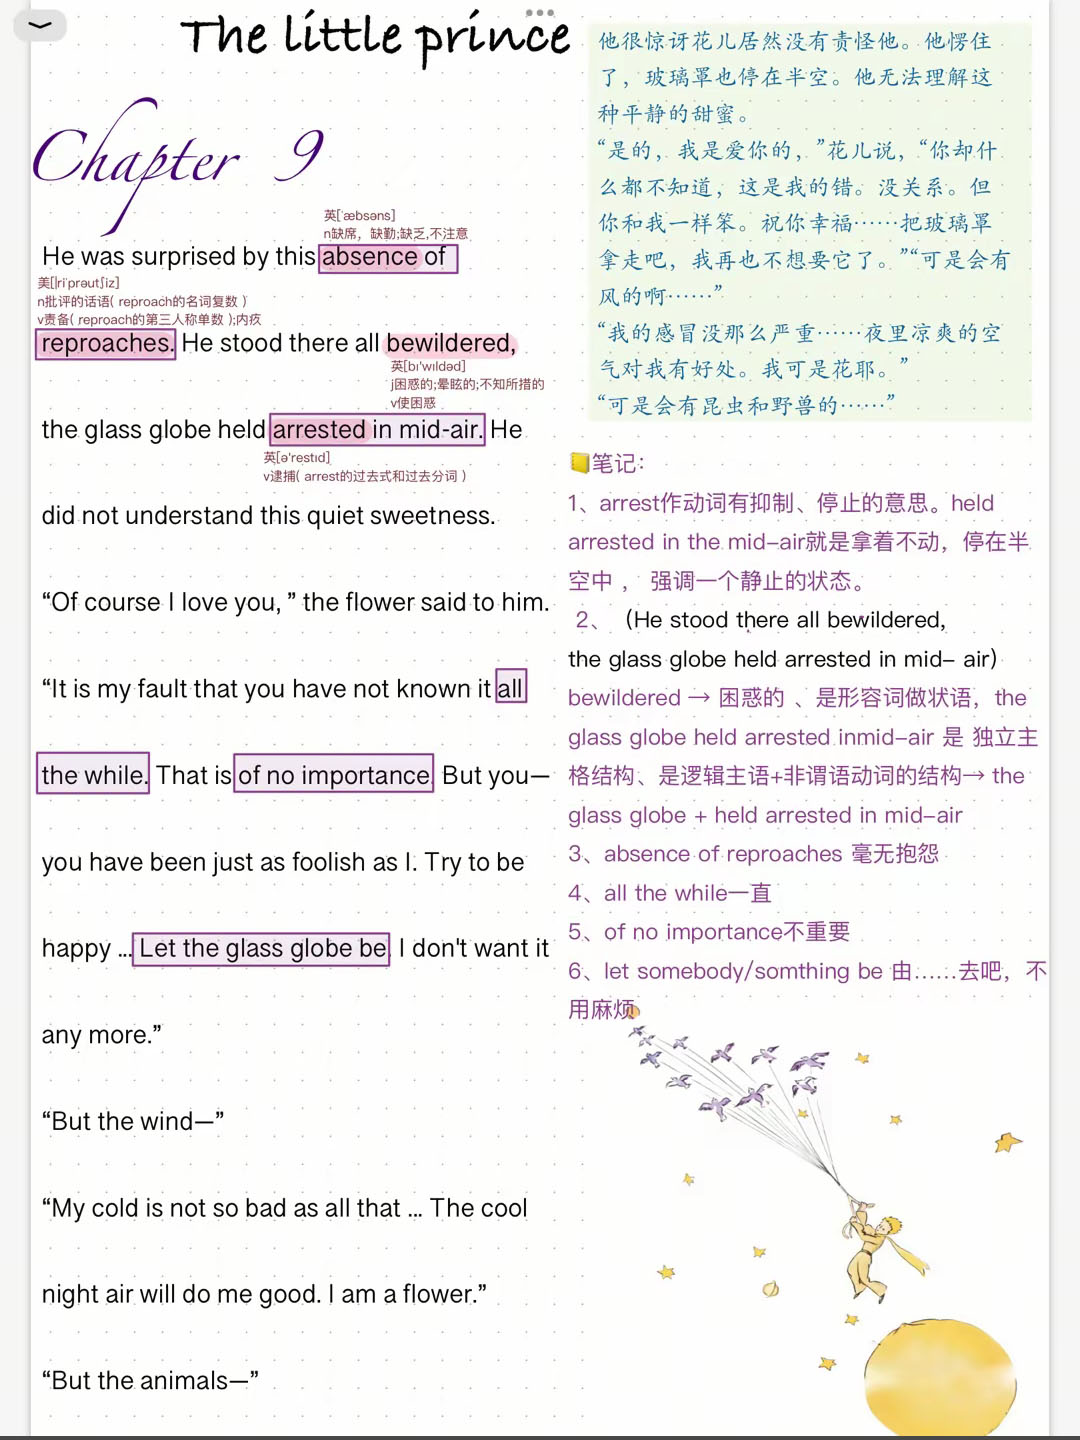 The little prince
Chapter 9
英[ˈæbsəns]
n缺席，缺勤;缺乏,不注意
He was surprised by this absence of
美[|riˈprəutʃiz]
n批评的话语( reproach的名词复数 )
v责备( reproach的第三人称单数 );内疚
reproaches. He stood there all bewildered,
英[bɪ'wɪldəd]
j困惑的;晕眩的;不知所措的
v使困惑
the glass globe held arrested in mid-air. He
英[ə'restɪd]
v逮捕( arrest的过去式和过去分词 )
did not understand this quiet sweetness.
“Of course I love you, ” the flower said to him.
“It is my fault that you have not known it all
the while. That is of no importance. But you—
you have been just as foolish as I. Try to be
happy ... Let the glass globe be. I don't want it
any more.”
“But the wind—”
“My cold is not so bad as all that ... The cool
night air will do me good. I am a flower.”
“But the animals—”
他很惊讶花儿居然没有责怪他。他愣住
了，玻璃罩也停在半空。他无法理解这
种平静的甜蜜。
“是的，我是爱你的，”花儿说，“你却什
么都不知道，这是我的错。没关系。但
你和我一样笨。祝你幸福……把玻璃罩
拿走吧，我再也不想要它了。”“可是会有
风的啊……”
“我的感冒没那么严重……夜里凉爽的空
气对我有好处。我可是花耶。”
“可是会有昆虫和野兽的……”
📒笔记：
1、arrest作动词有抑制、停止的意思。held
arrested in the mid–air就是拿着不动，停在半
空中 ， 强调一个静止的状态。
2、（He stood there all bewildered,
the glass globe held arrested in mid– air）
bewildered → 困惑的 、是形容词做状语，the
glass globe held arrested inmid–air 是 独立主
格结构、是逻辑主语+非谓语动词的结构→ the
glass globe + held arrested in mid–air
3、absence of reproaches 毫无抱怨
4、all the while一直
5、of no importance不重要
6、let somebody/somthing be 由……去吧，不
用麻烦